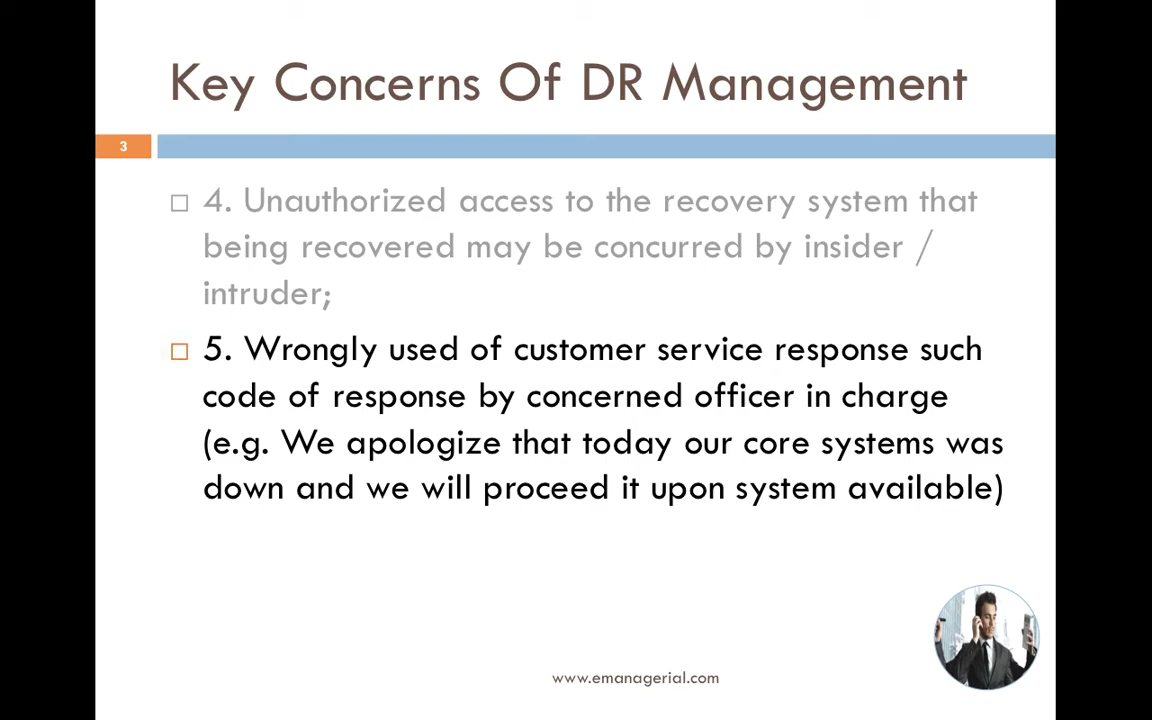 Key Concerns Of DR Management
3
4. Unauthorized access to the recovery system that
being recovered may be concurred by insider /
intruder;
5. Wrongly used of customer service response such
code of response by concerned officer in charge
(e.g. We apologize that today our core systems was
down and we will proceed it upon system available)
www.emanagerial.com